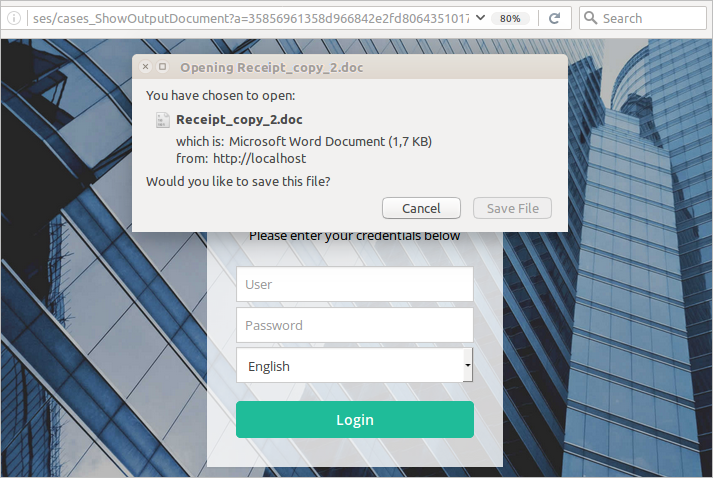 ses/cases_ShowOutputDocument?a=35856961358d966842e2fd8064351017
80%
Search
Opening Receipt_copy_2.doc
You have chosen to open:
Receipt_copy_2.doc
which is: Microsoft Word Document (1,7 KB)
from: http://localhost
Would you like to save this file?
Cancel
Save File
Please enter your credentials below
User
Password
English
Login